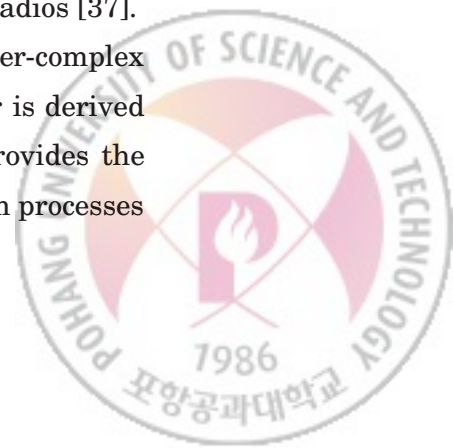 adios [37].
er-complex
r is derived
rovides the
n processes
POHANG UNIVERSITY OF SCIENCE AND TECHNOLOGY
1986
포항공과대학교